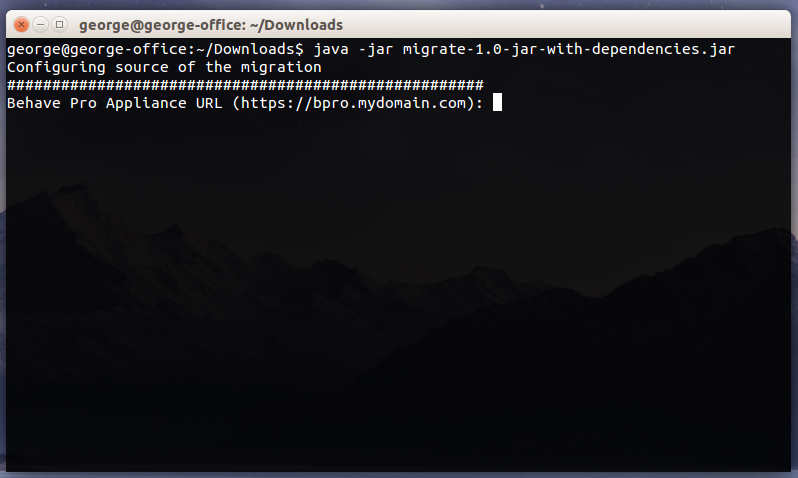 george@george-office: ~/Downloads
george@george-office:~/Downloads$ java -jar migrate-1.0-jar-with-dependencies.jar
Configuring source of the migration
#####################################################
Behave Pro Appliance URL (https://bpro.mydomain.com):